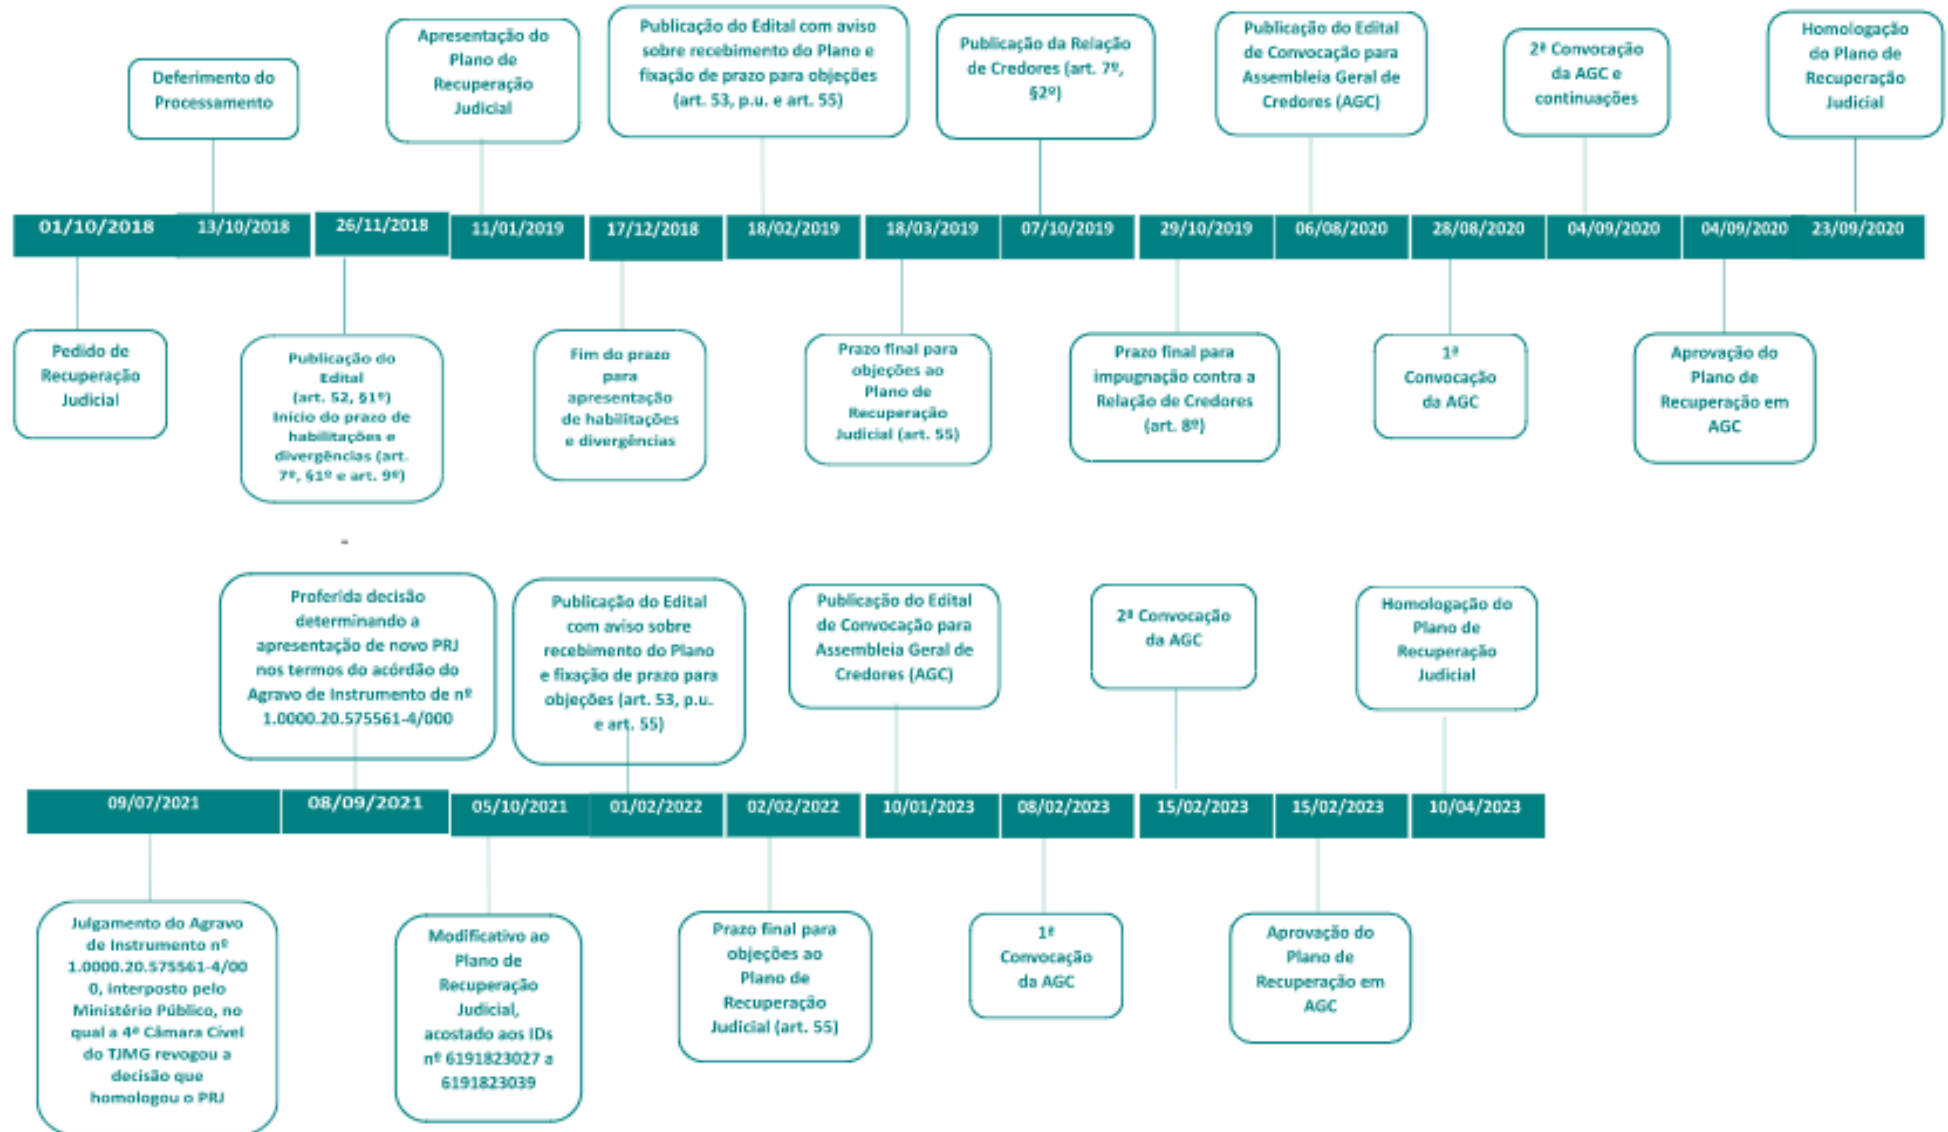 Deferimento do
Processamento
Apresentação do
Plano de
Recuperação
Judicial
Publicação do Edital com aviso
sobre recebimento do Plano e
fixação de prazo para objeções
(art. 53, p.u. e art. 55)
Publicação da Relação
de Credores (art. 7º,
§2º)
Publicação do Edital
de Convocação para
Assembleia Geral de
Credores (AGC)
2ª Convocação
da AGC e
continuações
Homologação
do Plano de
Recuperação
Judicial
01/10/2018 13/10/2018 26/11/2018 11/01/2019 17/12/2018 18/02/2019 18/03/2019 07/10/2019 29/10/2019 06/08/2020 28/08/2020 04/09/2020 04/09/2020 23/09/2020
Pedido de
Recuperação
Judicial
Publicação do
Edital
(art. 52, §1º)
Início do prazo de
habilitações e
divergências (art.
7º, §1º e art. 9º)
Fim do prazo
para
apresentação
de habilitações
e divergências
Prazo final para
objeções ao
Plano de
Recuperação
Judicial (art. 55)
Prazo final para
impugnação contra a
Relação de Credores
(art. 8º)
1ª
Convocação
da AGC
Aprovação do
Plano de
Recuperação em
AGC
-
Proferida decisão
determinando a
apresentação de novo PRJ
nos termos do acórdão do
Agravo de Instrumento de nº
1.0000.20.575561-4/000
Publicação do Edital
com aviso sobre
recebimento do Plano
e fixação de prazo para
objeções (art. 53, p.u.
e art. 55)
Publicação do Edital
de Convocação para
Assembleia Geral de
Credores (AGC)
2ª Convocação
da AGC
Homologação do
Plano de
Recuperação
Judicial
09/07/2021 08/09/2021 05/10/2021 01/02/2022 02/02/2022 10/01/2023 08/02/2023 15/02/2023 15/02/2023 10/04/2023
Julgamento do Agravo
de Instrumento nº
1.0000.20.575561-4/00
0, interposto pelo
Ministério Público, no
qual a 4ª Câmara Cível
do TJMG revogou a
decisão que
homologou o PRJ
Modificativo ao
Plano de
Recuperação
Judicial,
acostado aos IDs
nº 6191823027 a
6191823039
Prazo final para
objeções ao
Plano de
Recuperação
Judicial (art. 55)
1ª
Convocação
da AGC
Aprovação do
Plano de
Recuperação em
AGC